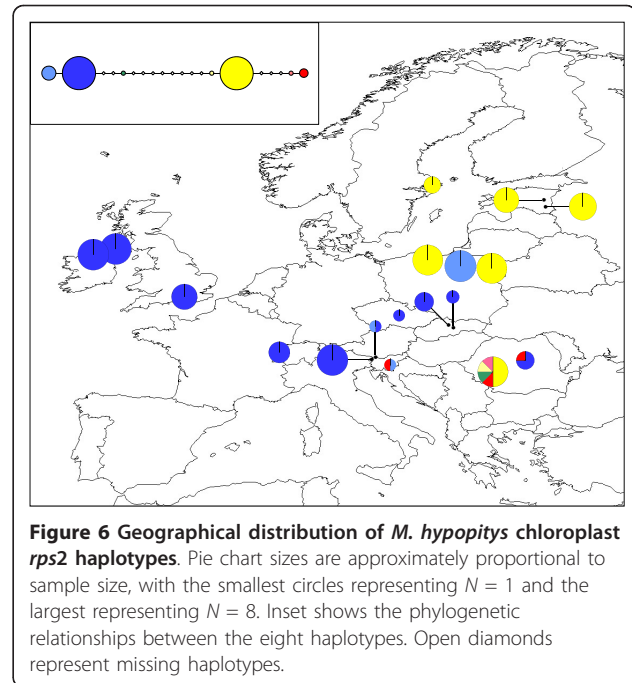 Figure 6 Geographical distribution of M. hypopitys chloroplast
rps2 haplotypes. Pie chart sizes are approximately proportional to
sample size, with the smallest circles representing N = 1 and the
largest representing N = 8. Inset shows the phylogenetic
relationships between the eight haplotypes. Open diamonds
represent missing haplotypes.